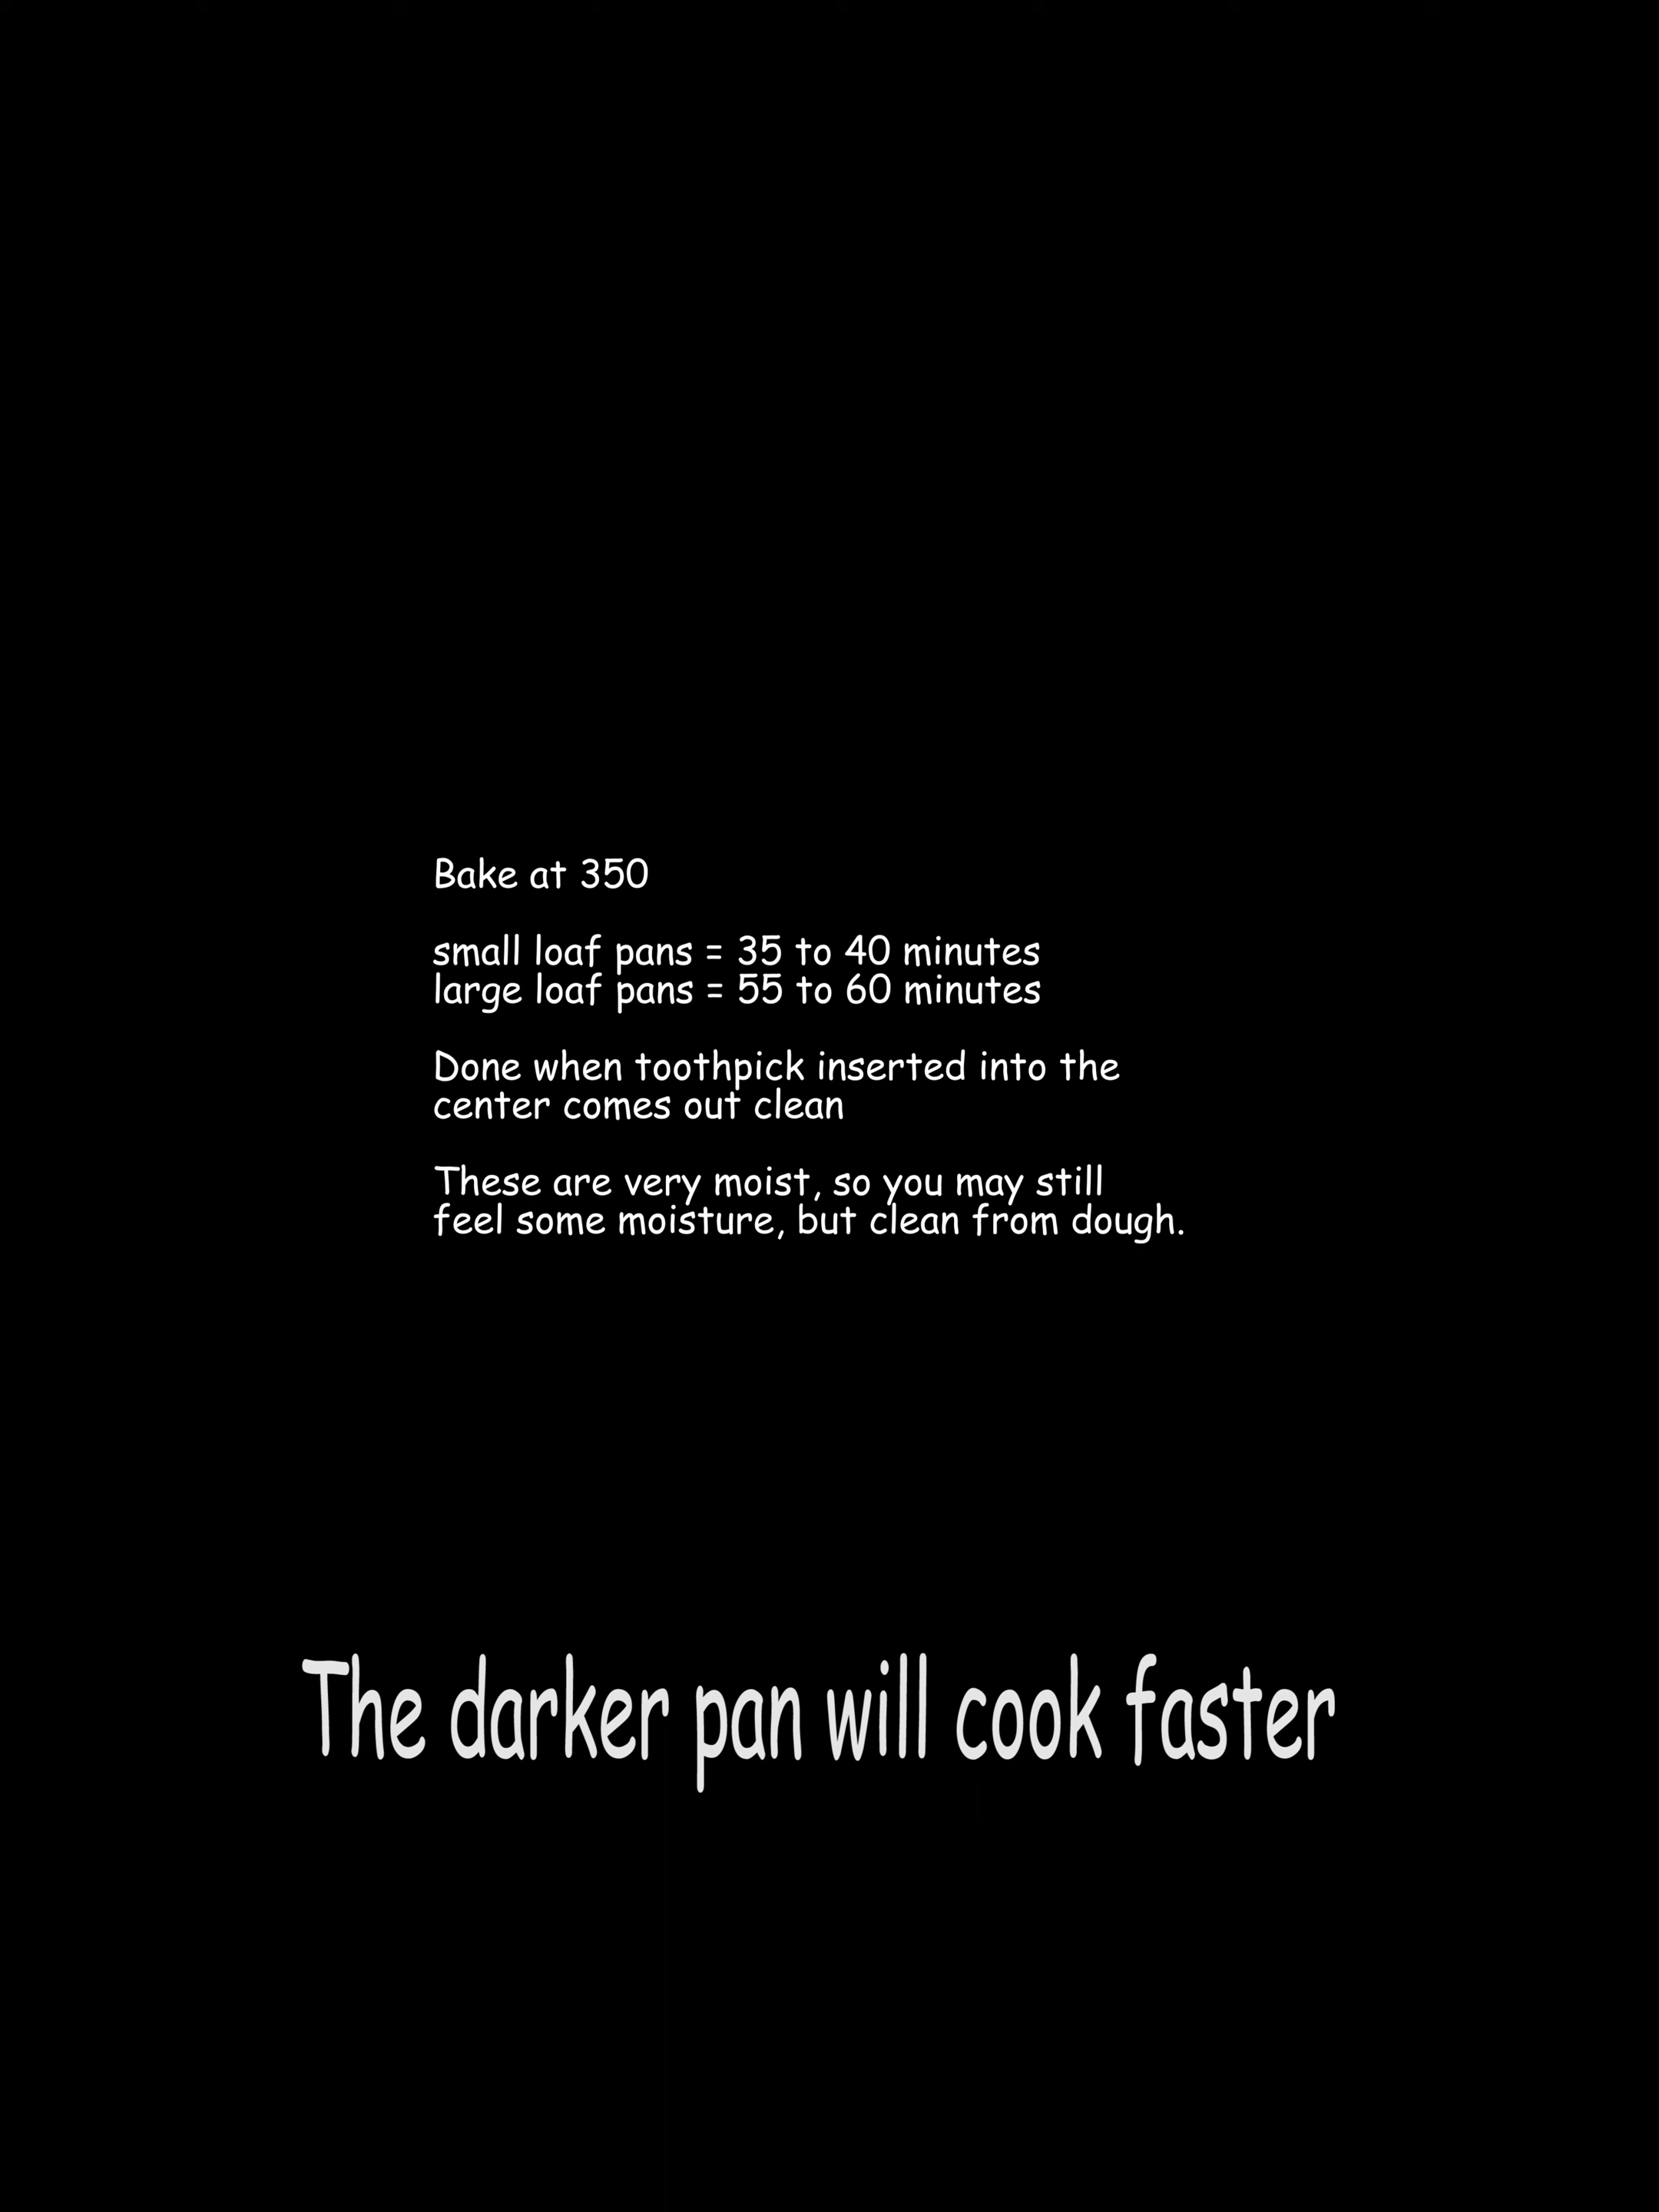 Bake at 350
small loaf pans = 35 to 40 minutes
large loaf pans = 55 to 60 minutes
Done when toothpick inserted into the
center comes out clean
These are very moist, so you may still
feel some moisture, but clean from dough.
The darker pan will cook faster